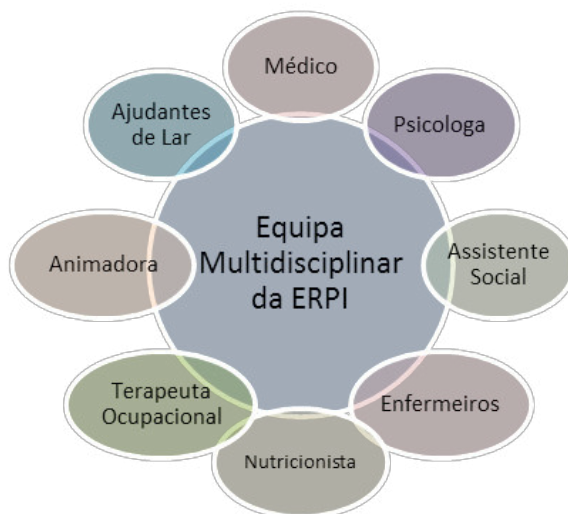 Médico
Psicologa
Assistente
Social
Enfermeiros
Nutricionista
Terapeuta
Ocupacional
Animadora
Ajudantes
de Lar
Equipa
Multidisciplinar
da ERPI